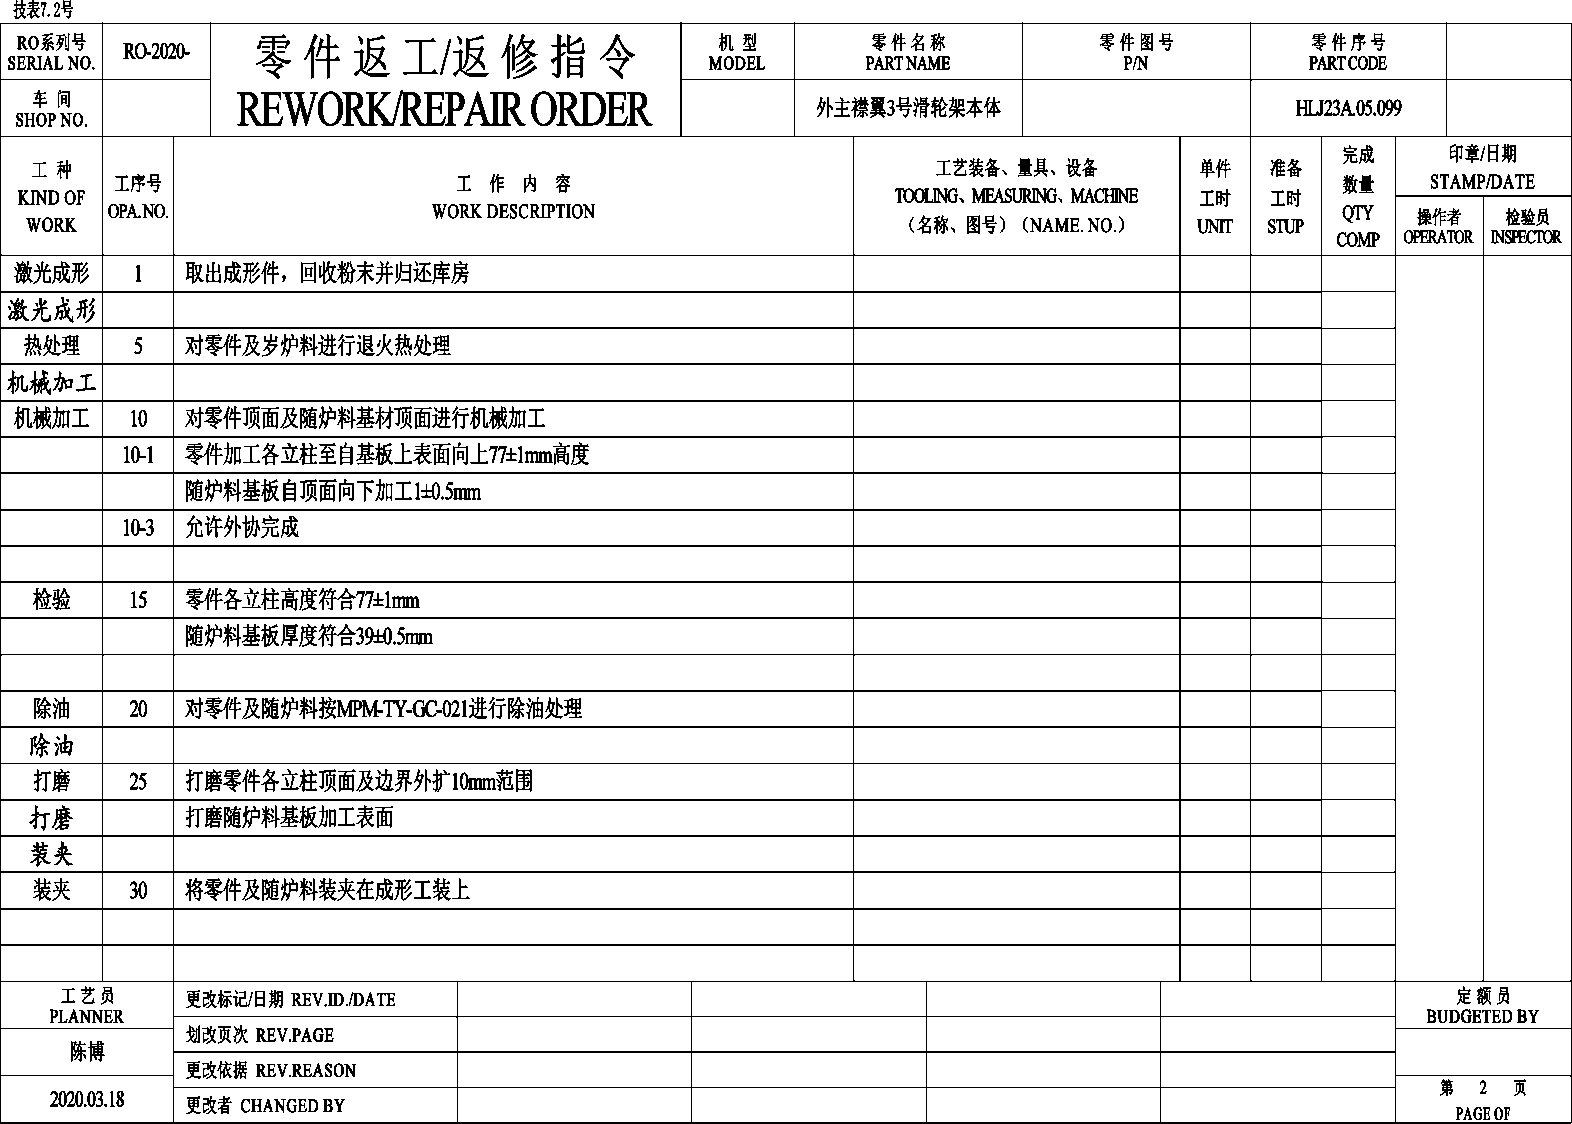 技表7.2号
RO系列号 RO-2020- 零件返工/返修指令 机型 零件名称 零件图号 零件序号
SERIAL NO. REWORK/REPAIR ORDER MODEL PART NAME P/N PART CODE
车间 外主襟翼3号滑轮架本体 HLJ23A.05.099
SHOP NO.
工种 工序号 工作内容 工艺装备、量具、设备 单件 准备 完成 印章/日期
KIND OF OPA.NO. WORK DESCRIPTION TOOLING、MEASURING、MACHINE 工时 工时 数量 STAMP/DATE
WORK （名称、图号）（NAME. NO.） UNIT STUP QTY 操作者 检验员
COMP OPERATOR INSPECTOR
激光成形 1 取出成形件，回收粉末并归还库房
激光成形
热处理 5 对零件及岁炉料进行退火热处理
机械加工
机械加工 10 对零件顶面及随炉料基材顶面进行机械加工
10-1 零件加工各立柱至自基板上表面向上77±1mm高度
随炉料基板自顶面向下加工1±0.5mm
10-3 允许外协完成
检验 15 零件各立柱高度符合77±1mm
随炉料基板厚度符合39±0.5mm
除油 20 对零件及随炉料按MPM-TY-GC-021进行除油处理
除油
打磨 25 打磨零件各立柱顶面及边界外扩10mm范围
打磨 打磨随炉料基板加工表面
装夹
装夹 30 将零件及随炉料装夹在成形工装上
工艺员 更改标记/日期 REV.ID./DATE 定额员
PLANNER BUDGETED BY
划改页次 REV.PAGE
陈博
更改依据 REV.REASON
2020.03.18 更改者 CHANGED BY 第 2 页
PAGE OF